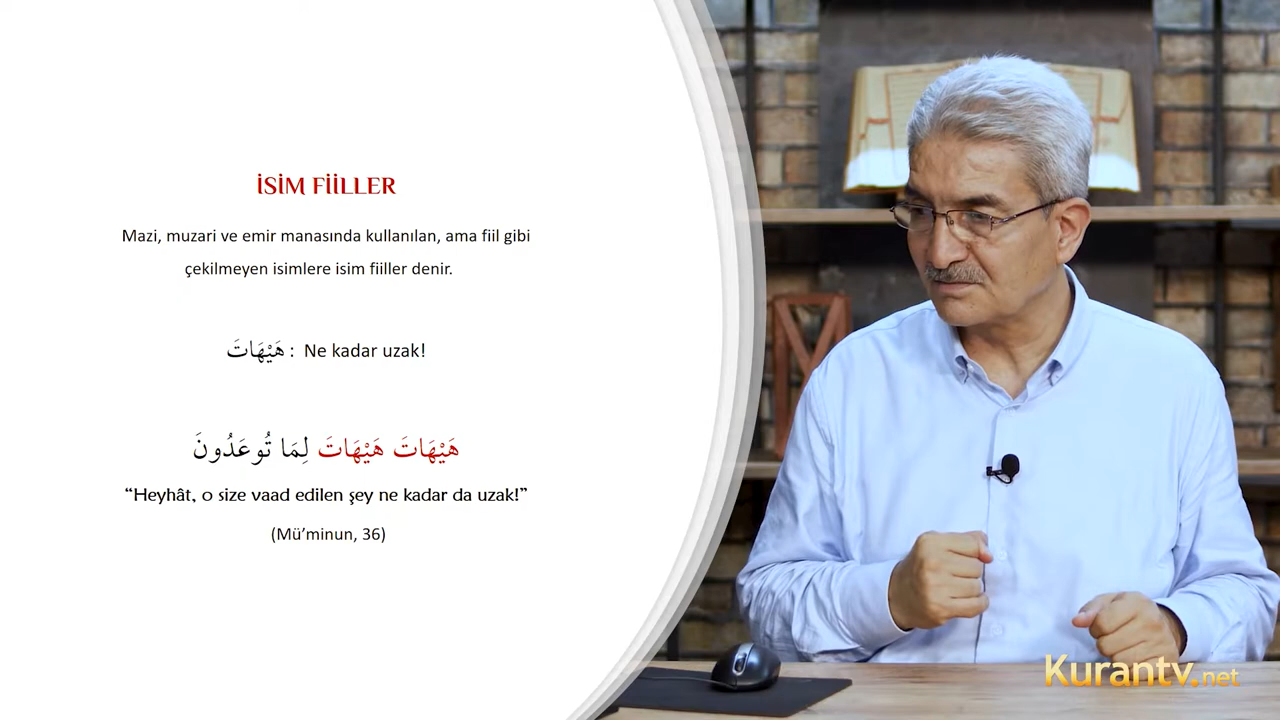 İSİM FİİLLER
Mazi, muzari ve emir manasında kullanılan, ama fiil gibi
çekilmeyen isimlere isim fiiller denir.
هَيْهَاتَ : Ne kadar uzak!
هَيْهَاتَ هَيْهَاتَ لِمَا تُوعَدُونَ
“Heyhât, o size vaad edilen şey ne kadar da uzak!”
(Mü’minun, 36)
Kurantv.net